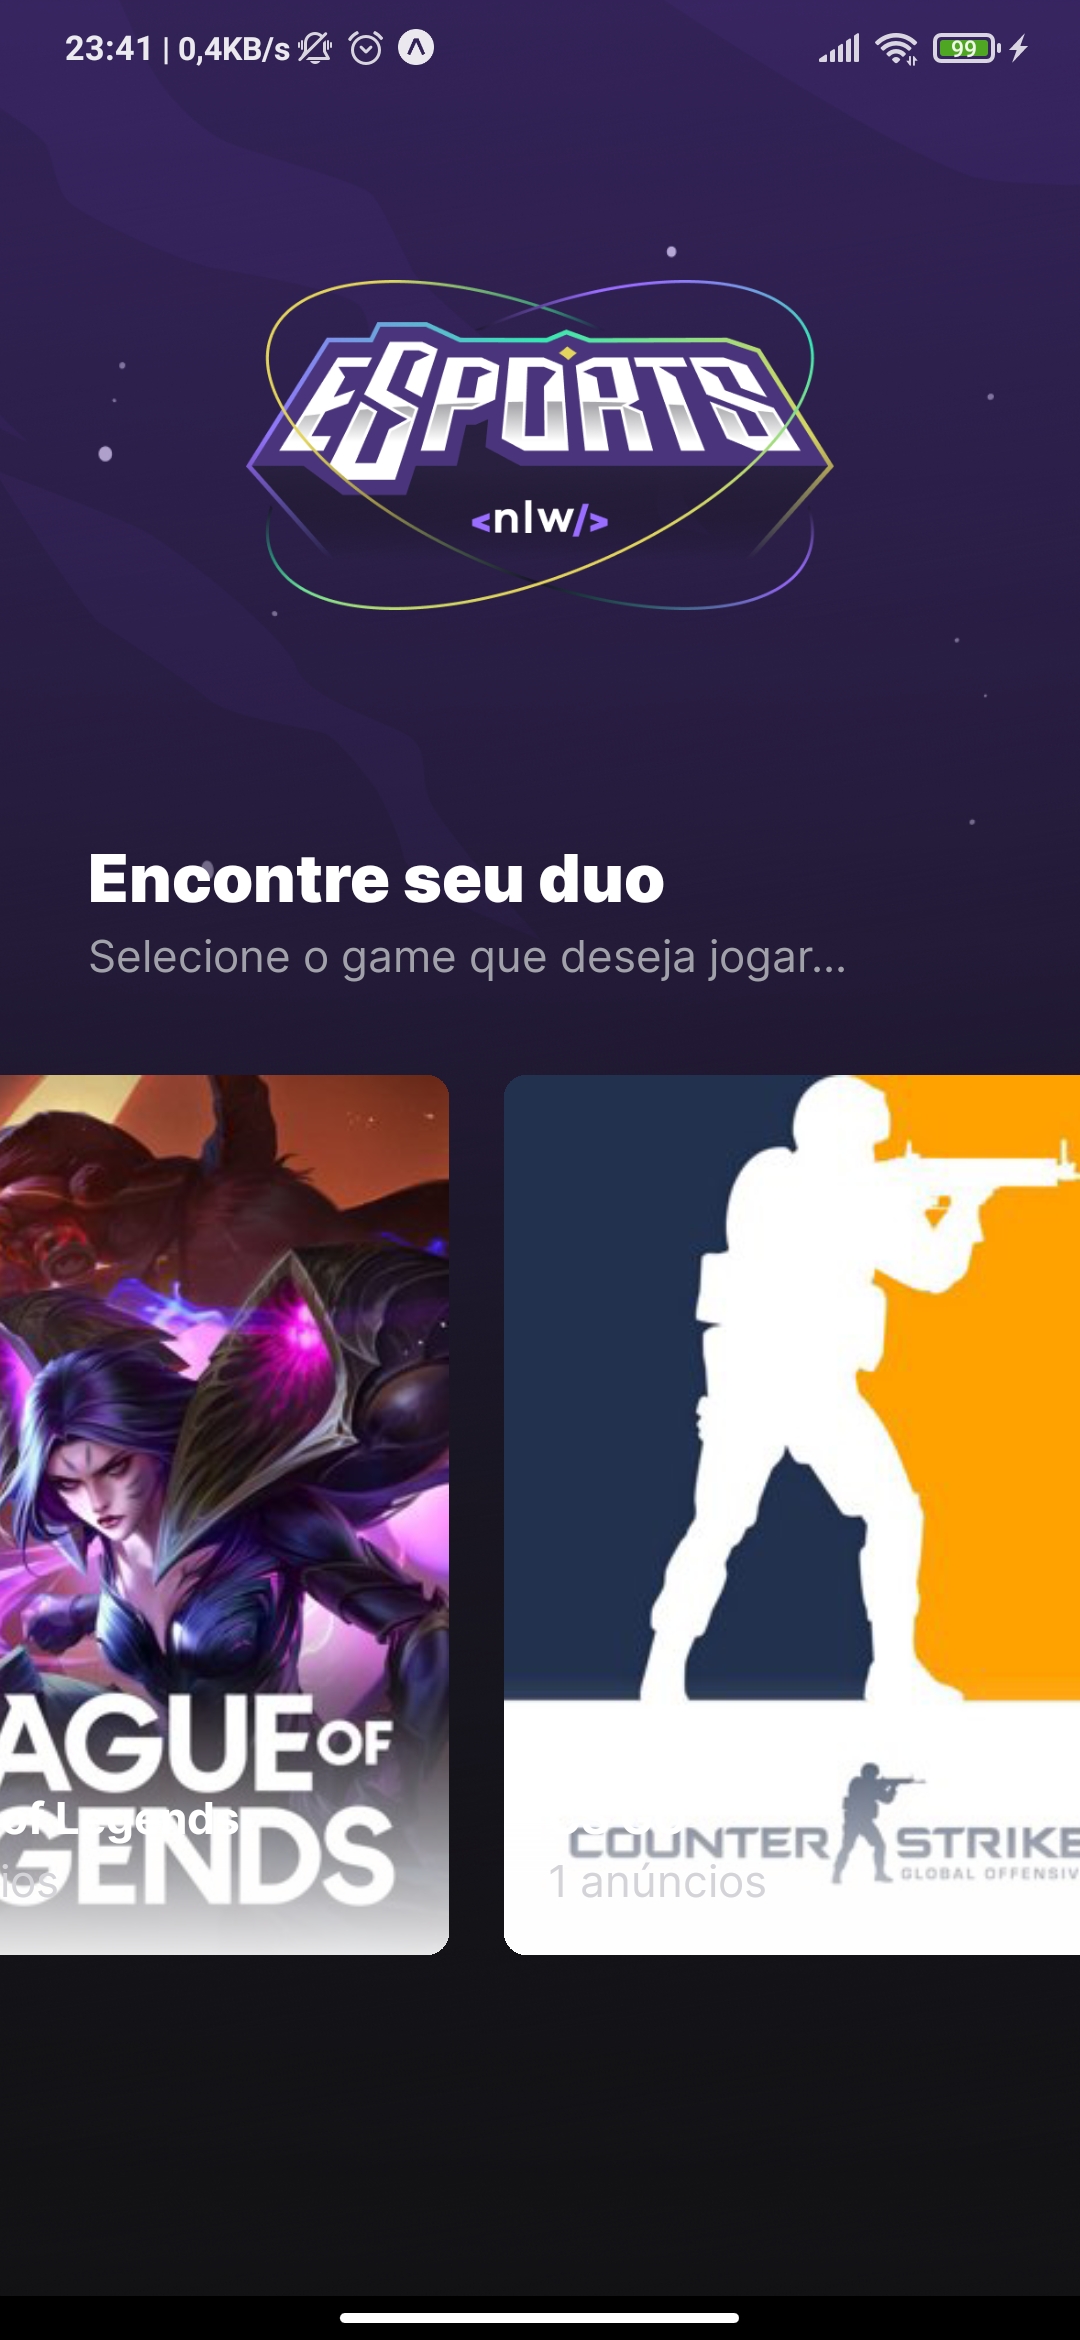 23:41 | 0,4KB/s
99
ESPORTS
<nlw/>
Encontre seu duo
Selecione o game que deseja jogar...
AGUE OF
GENDS
of Legends
ios
COUNTER STRIKE
GLOBAL OFFENSIV
1 anúncios